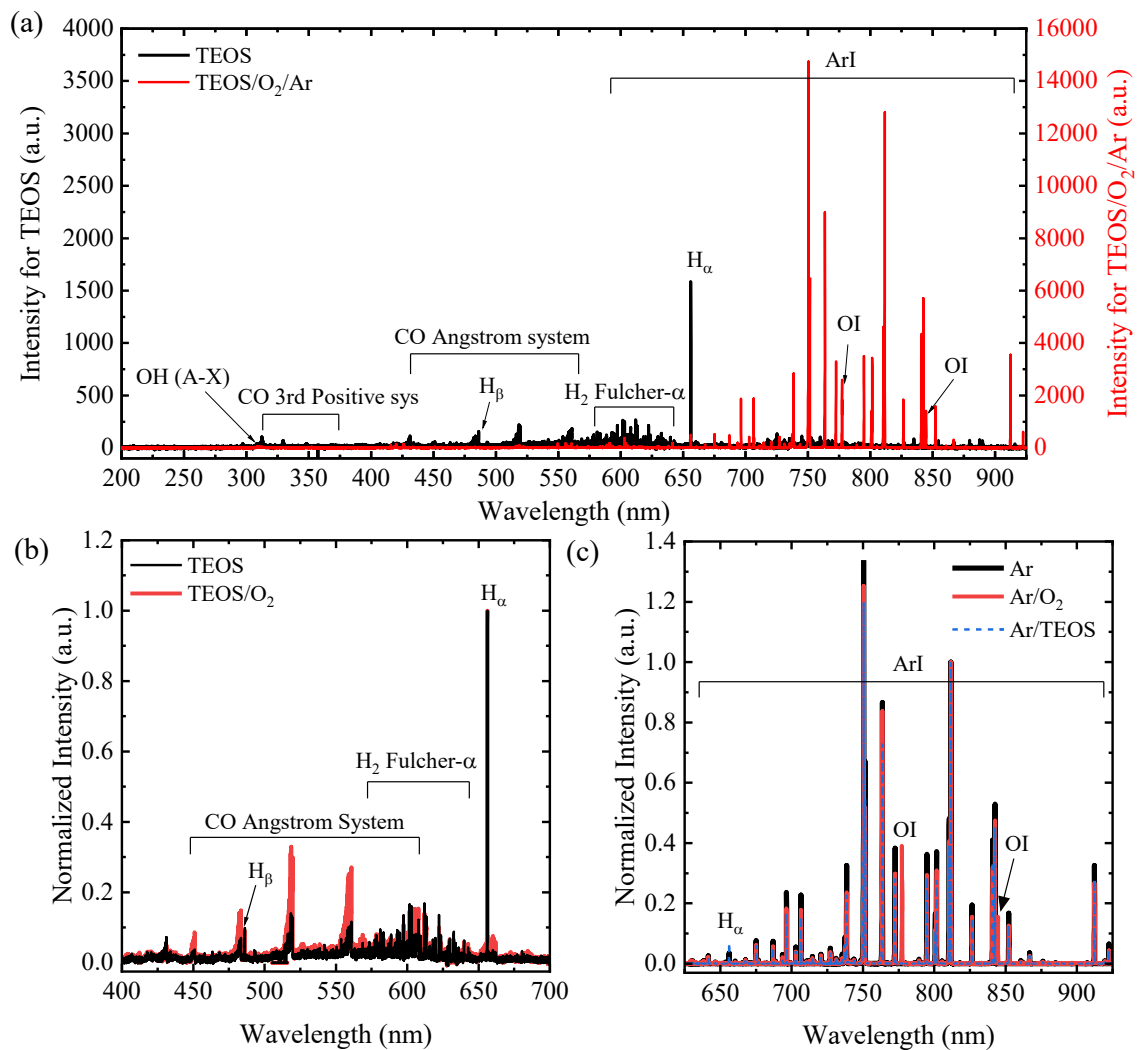 (a)
4000
3500
3000
2500
2000
1500
1000
500
0
Intensity for TEOS (a.u.)
TEOS
TEOS/O₂/Ar
ArI
Hα
OI
OI
CO Angstrom system
OH (A-X)
CO 3rd Positive sys
Hβ
H₂ Fulcher-α
16000
14000
12000
10000
8000
6000
4000
2000
0
Intensity for TEOS/O₂/Ar (a.u.)
200 250 300 350 400 450 500 550 600 650 700 750 800 850 900
Wavelength (nm)
(b)
1.2
1.0
0.8
0.6
0.4
0.2
0.0
Normalized Intensity (a.u.)
TEOS
TEOS/O₂
Hα
H₂ Fulcher-α
CO Angstrom System
Hβ
400 450 500 550 600 650 700
Wavelength (nm)
(c)
1.4
1.2
1.0
0.8
0.6
0.4
0.2
0.0
Normalized Intensity (a.u.)
Ar
Ar/O₂
Ar/TEOS
ArI
OI
OI
Hα
650 700 750 800 850 900
Wavelength (nm)